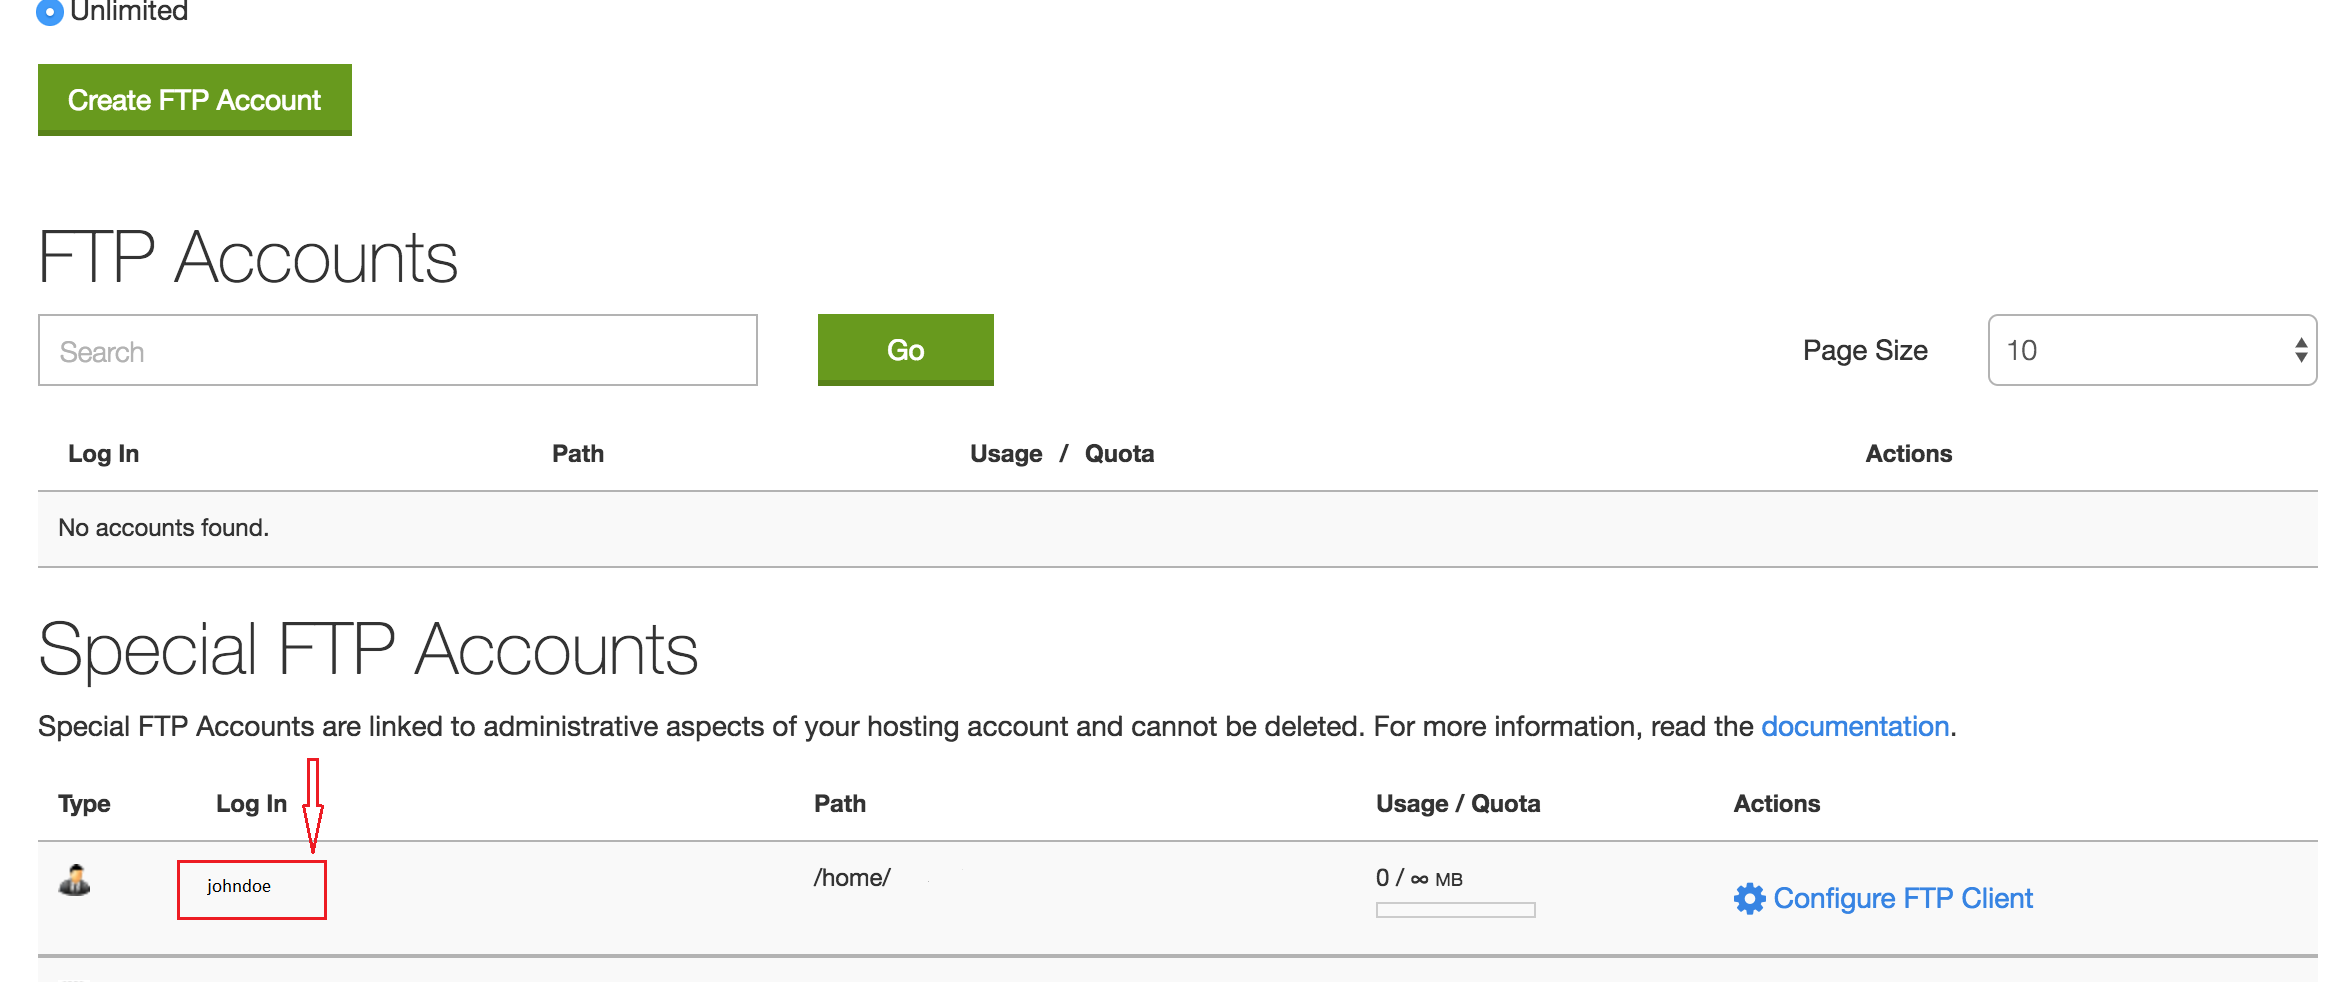 Unlimited
Create FTP Account
FTP Accounts
Search Go Page Size 10
Log In Path Usage / Quota Actions
No accounts found.
Special FTP Accounts
Special FTP Accounts are linked to administrative aspects of your hosting account and cannot be deleted. For more information, read the documentation.
Type Log In Path Usage / Quota Actions
johndoe /home/ 0 / ∞ MB Configure FTP Client